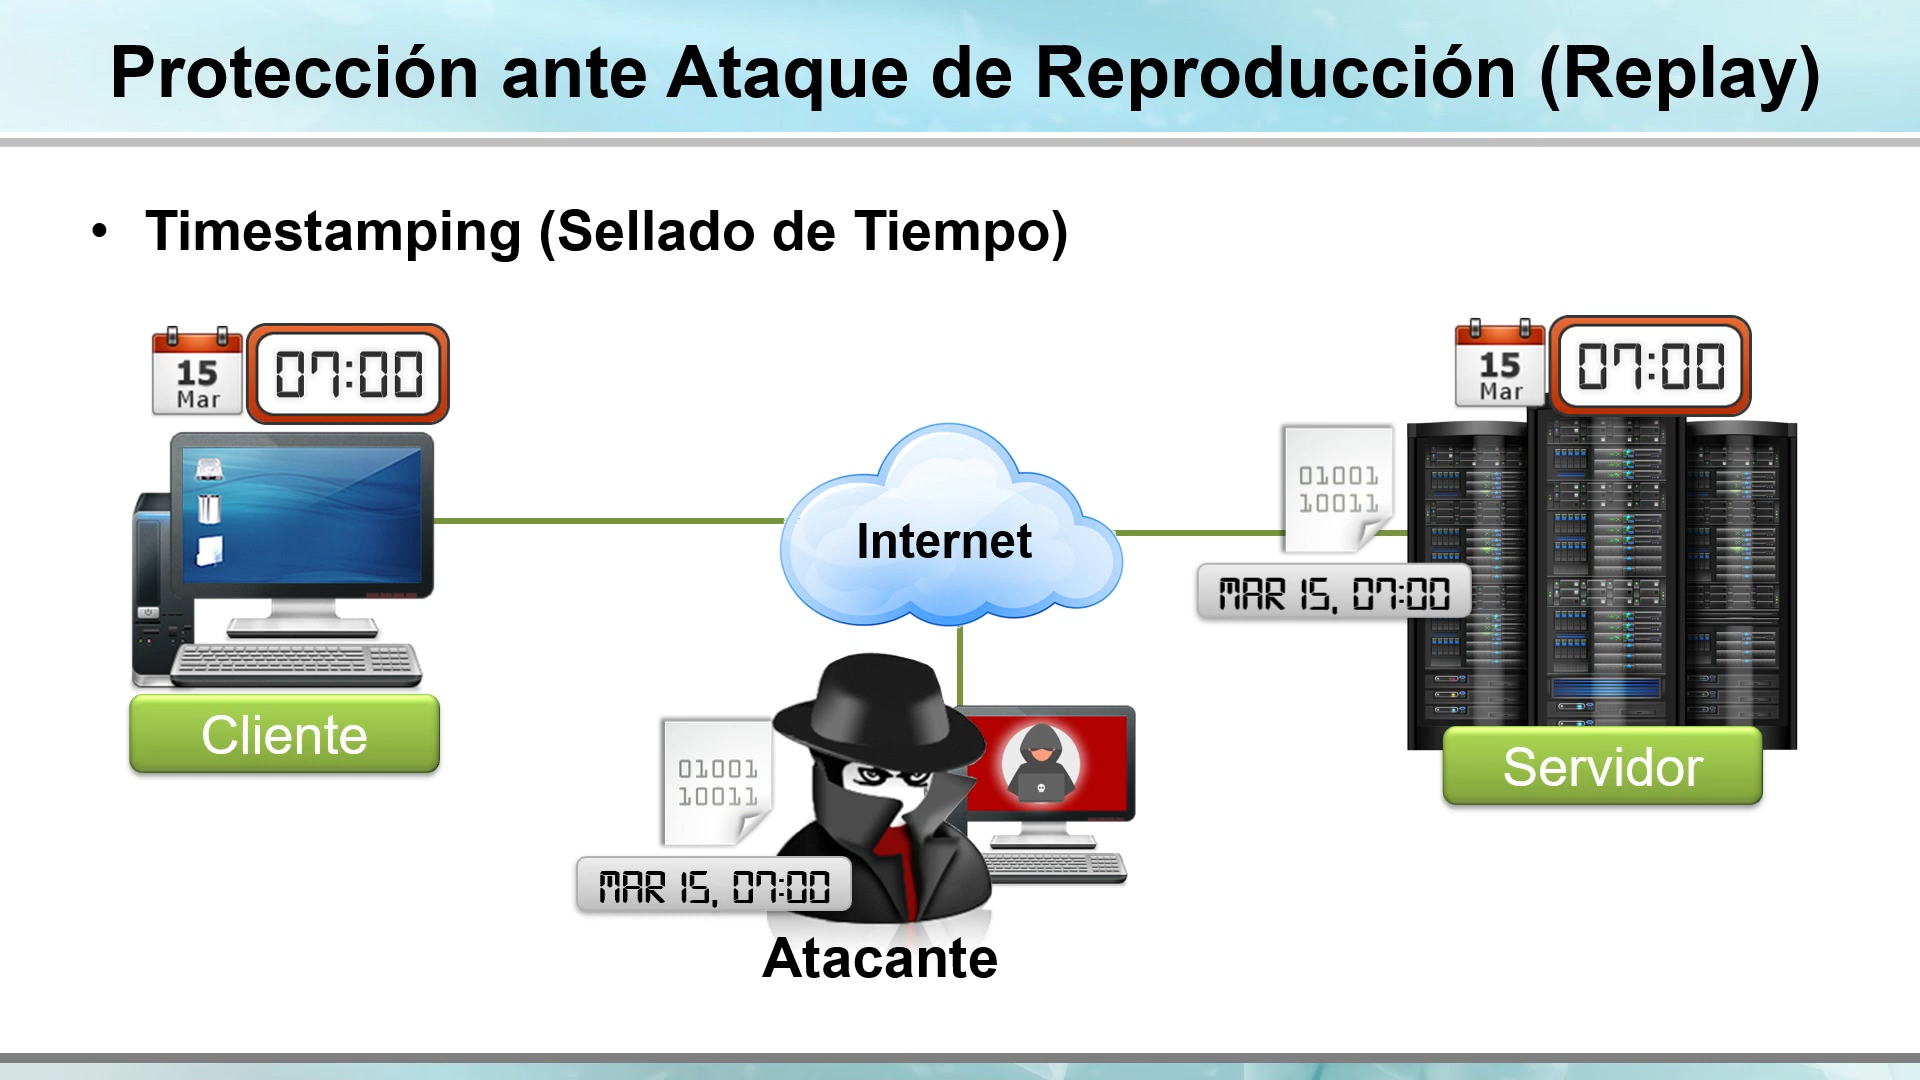 Protección ante Ataque de Reproducción (Replay)
• Timestamping (Sellado de Tiempo)
15
Mar
07:00
15
Mar
07:00
01001
10011
Internet
MAR 15, 07:00
Cliente
Servidor
01001
10011
MAR 15, 07:00
Atacante